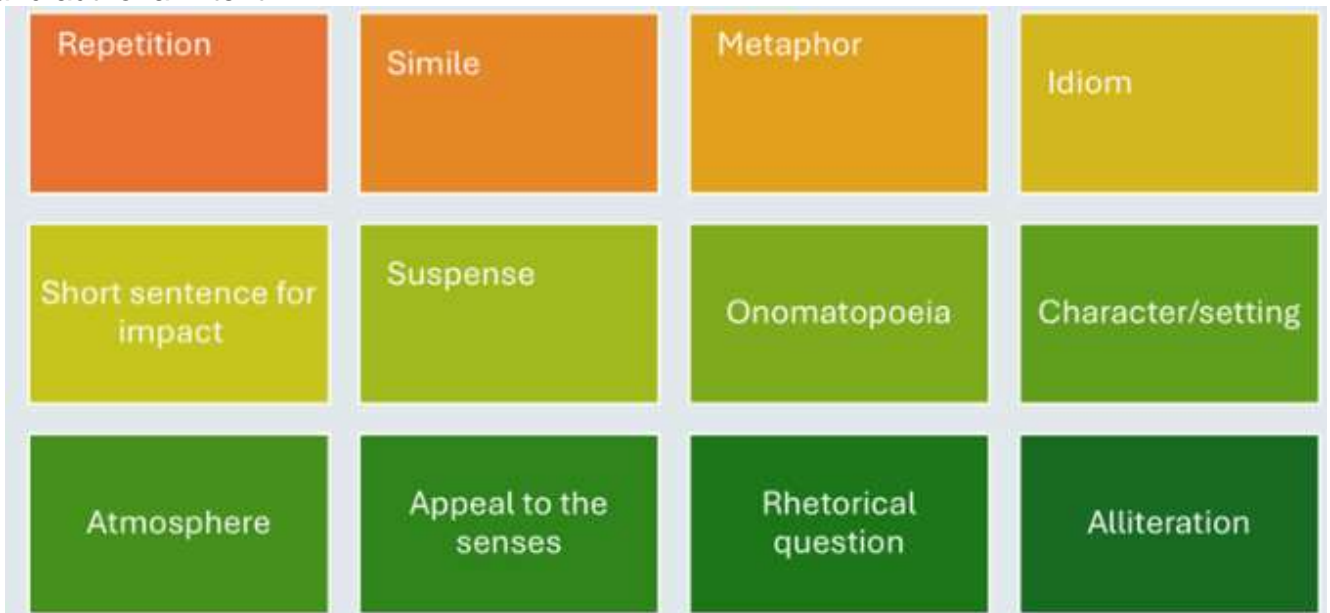 Repetition
Simile
Metaphor
Idiom
Short sentence for
impact
Suspense
Onomatopoeia
Character/setting
Atmosphere
Appeal to the
senses
Rhetorical
question
Alliteration